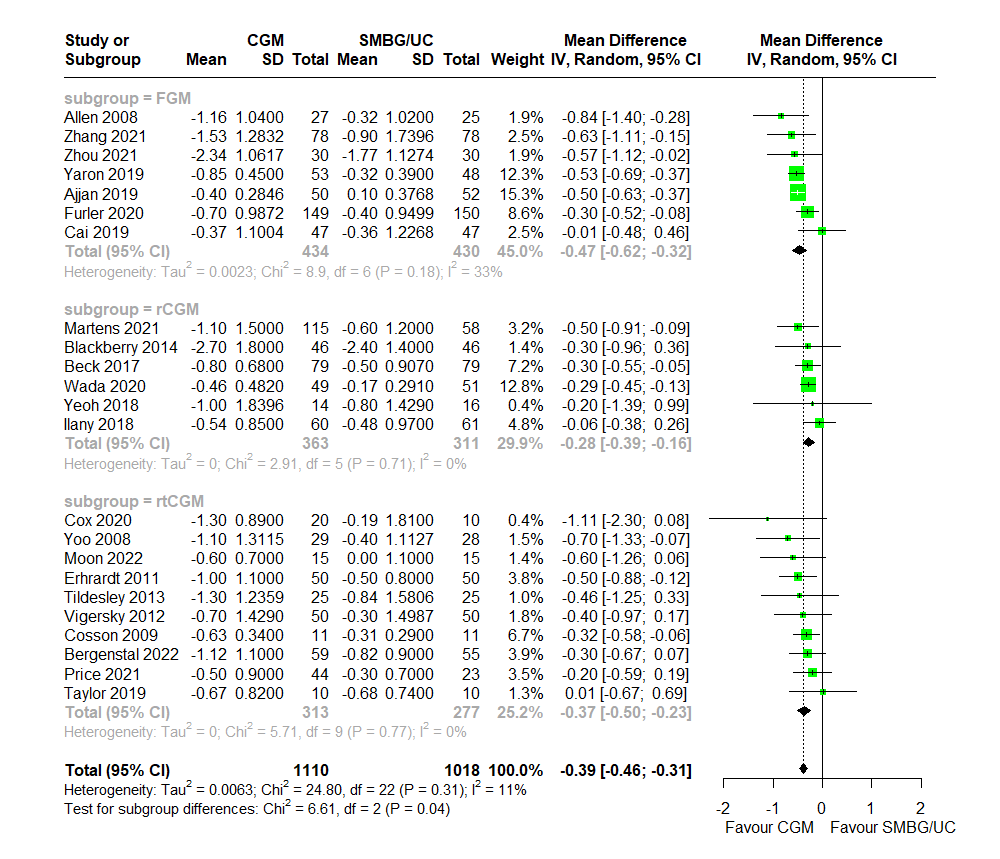 Study or CGM SMBG/UC Mean Difference Mean Difference
Subgroup Mean SD Total Mean SD Total Weight IV, Random, 95% CI IV, Random, 95% CI
subgroup = FGM
Allen 2008 -1.16 1.0400 27 -0.32 1.0200 25 1.9% -0.84 [-1.40; -0.28]
Zhang 2021 -1.53 1.2832 78 -0.90 1.7396 78 2.5% -0.63 [-1.11; -0.15]
Zhou 2021 -2.34 1.0617 30 -1.77 1.1274 30 1.9% -0.57 [-1.12; -0.02]
Yaron 2019 -0.85 0.4500 53 -0.32 0.3900 48 12.3% -0.53 [-0.69; -0.37]
Ajjan 2019 -0.40 0.2846 50 0.10 0.3768 52 15.3% -0.50 [-0.63; -0.37]
Furler 2020 -0.70 0.9872 149 -0.40 0.9499 150 8.6% -0.30 [-0.52; -0.08]
Cai 2019 -0.37 1.1004 47 -0.36 1.2268 47 2.5% -0.01 [-0.48; 0.46]
Total (95% CI) 434 430 45.0% -0.47 [-0.62; -0.32]
Heterogeneity: Tau² = 0.0023; Chi² = 8.9, df = 6 (P = 0.18); I² = 33%
subgroup = rCGM
Martens 2021 -1.10 1.5000 115 -0.60 1.2000 58 3.2% -0.50 [-0.91; -0.09]
Blackberry 2014 -2.70 1.8000 46 -2.40 1.4000 46 1.4% -0.30 [-0.96; 0.36]
Beck 2017 -0.80 0.6800 79 -0.50 0.9070 79 7.2% -0.30 [-0.55; -0.05]
Wada 2020 -0.46 0.4820 49 -0.17 0.2910 51 12.8% -0.29 [-0.45; -0.13]
Yeoh 2018 -1.00 1.8396 14 -0.80 1.4290 16 0.4% -0.20 [-1.39; 0.99]
Ilany 2018 -0.54 0.8500 60 -0.48 0.9700 61 4.8% -0.06 [-0.38; 0.26]
Total (95% CI) 363 311 29.9% -0.28 [-0.39; -0.16]
Heterogeneity: Tau² = 0; Chi² = 2.91, df = 5 (P = 0.71); I² = 0%
subgroup = rtCGM
Cox 2020 -1.30 0.8900 20 -0.19 1.8100 10 0.4% -1.11 [-2.30; 0.08]
Yoo 2008 -1.10 1.3115 29 -0.40 1.1127 28 1.5% -0.70 [-1.33; -0.07]
Moon 2022 -0.60 0.7000 15 0.00 1.1000 15 1.4% -0.60 [-1.26; 0.06]
Erhrardt 2011 -1.00 1.1000 50 -0.50 0.8000 50 3.8% -0.50 [-0.88; -0.12]
Tildesley 2013 -1.30 1.2359 25 -0.84 1.5806 25 1.0% -0.46 [-1.25; 0.33]
Vigersky 2012 -0.70 1.4290 50 -0.30 1.4987 50 1.8% -0.40 [-0.97; 0.17]
Cosson 2009 -0.63 0.3400 11 -0.31 0.2900 11 6.7% -0.32 [-0.58; -0.06]
Bergenstal 2022 -1.12 1.1000 59 -0.82 0.9000 55 3.9% -0.30 [-0.67; 0.07]
Price 2021 -0.50 0.9000 44 -0.30 0.7000 23 3.5% -0.20 [-0.59; 0.19]
Taylor 2019 -0.67 0.8200 10 -0.68 0.7400 10 1.3% 0.01 [-0.67; 0.69]
Total (95% CI) 313 277 25.2% -0.37 [-0.50; -0.23]
Heterogeneity: Tau² = 0; Chi² = 5.71, df = 9 (P = 0.77); I² = 0%
Total (95% CI) 1110 1018 100.0% -0.39 [-0.46; -0.31]
Heterogeneity: Tau² = 0.0063; Chi² = 24.80, df = 22 (P = 0.31); I² = 11%
Test for subgroup differences: Chi² = 6.61, df = 2 (P = 0.04)
-2 -1 0 1 2
Favour CGM Favour SMBG/UC